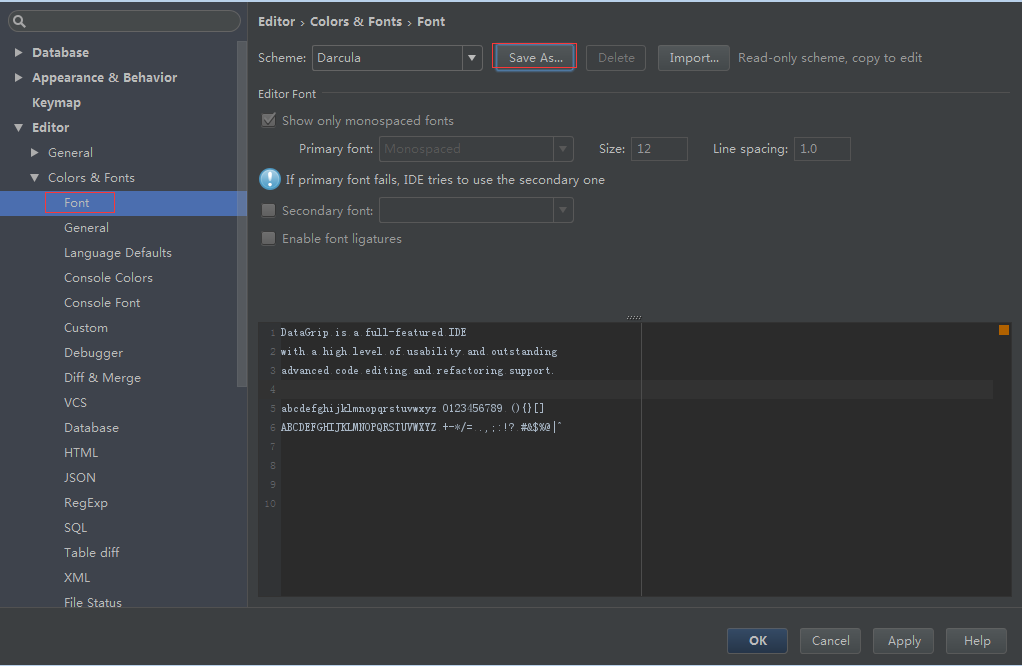 Database
Appearance & Behavior
Keymap
Editor
General
Colors & Fonts
Font
General
Language Defaults
Console Colors
Console Font
Custom
Debugger
Diff & Merge
VCS
Database
HTML
JSON
RegExp
SQL
Table diff
XML
File Status
Editor › Colors & Fonts › Font
Scheme: Darcula Save As... Delete Import... Read-only scheme, copy to edit
Editor Font
Show only monospaced fonts
Primary font: Monospaced Size: 12 Line spacing: 1.0
If primary font fails, IDE tries to use the secondary one
Secondary font:
Enable font ligatures
1 DataGrip is a full-featured IDE
2 with a high level of usability and outstanding
3 advanced code editing and refactoring support.
4
5 abcdefghijklmnopqrstuvwxyz 0123456789 (){}[]
6 ABCDEFGHIJKLMNOPQRSTUVWXYZ +-*/= .,;:!? #&$%@|^
7
8
9
10
OK Cancel Apply Help